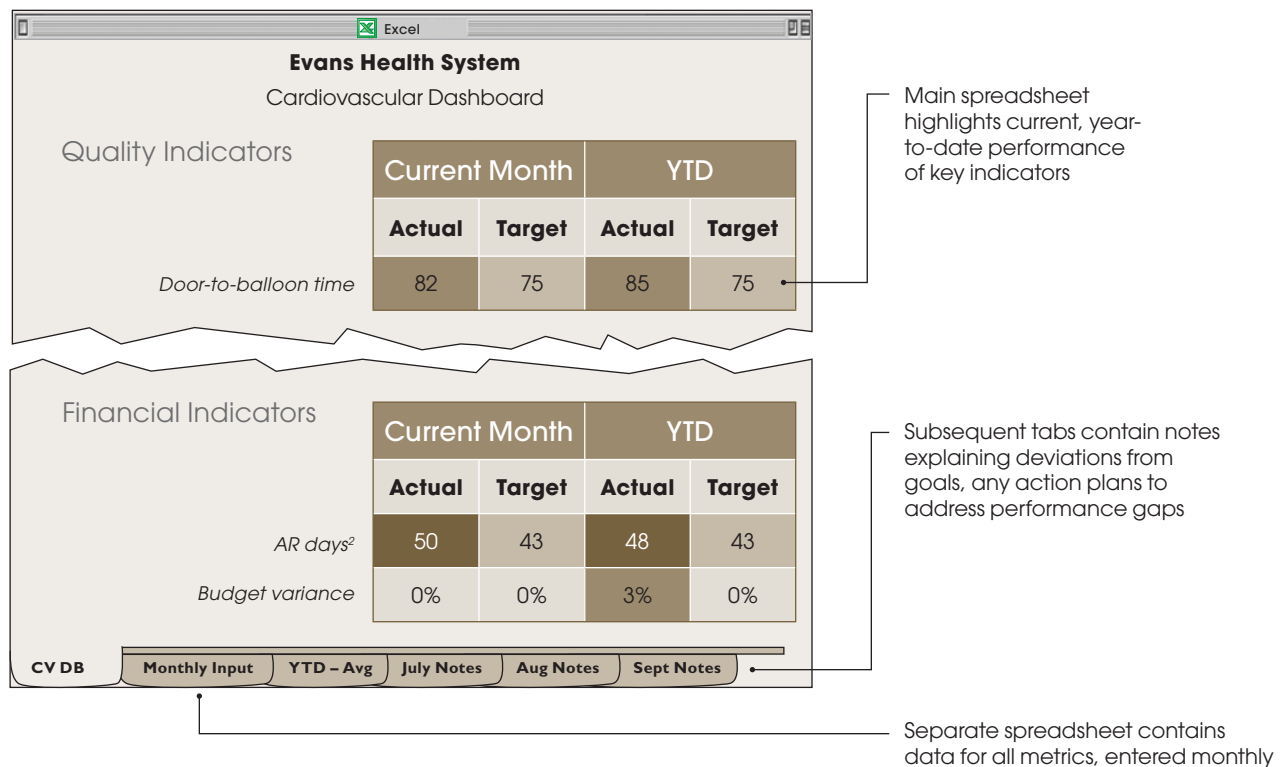 Excel
Evans Health System
Cardiovascular Dashboard
Quality Indicators
Current Month YTD
Actual Target Actual Target
Door-to-balloon time 82 75 85 75
Main spreadsheet
highlights current, year-
to-date performance
of key indicators
Financial Indicators
Current Month YTD
Actual Target Actual Target
AR days² 50 43 48 43
Budget variance 0% 0% 3% 0%
Subsequent tabs contain notes
explaining deviations from
goals, any action plans to
address performance gaps
CV DB Monthly Input YTD – Avg July Notes Aug Notes Sept Notes
Separate spreadsheet contains
data for all metrics, entered monthly